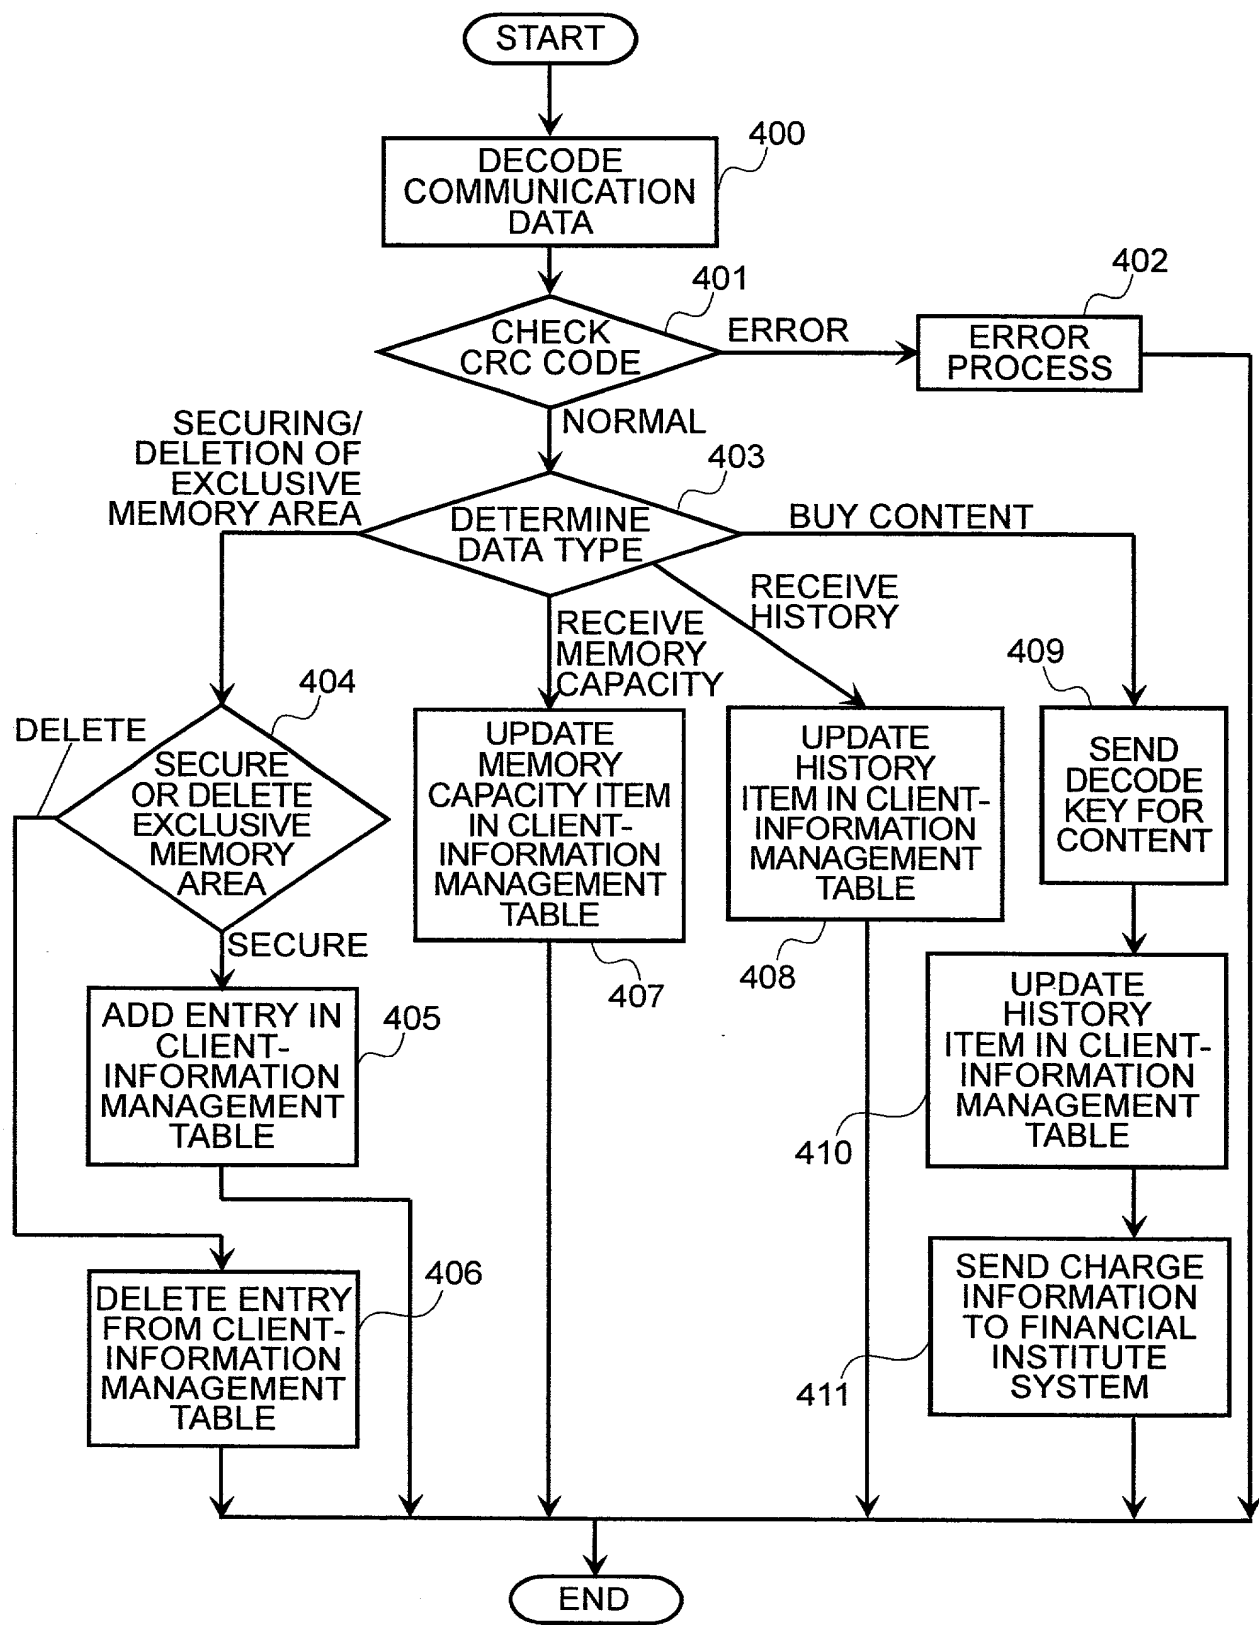 START
400
DECODE
COMMUNICATION
DATA
401
CHECK
CRC CODE
ERROR
402
ERROR
PROCESS
NORMAL
SECURING/
DELETION OF
EXCLUSIVE
MEMORY AREA
403
DETERMINE
DATA TYPE
BUY CONTENT
RECEIVE
HISTORY
RECEIVE
MEMORY
CAPACITY
404
DELETE
SECURE
OR DELETE
EXCLUSIVE
MEMORY
AREA
SECURE
UPDATE
MEMORY
CAPACITY ITEM
IN CLIENT-
INFORMATION
MANAGEMENT
TABLE
407
UPDATE
HISTORY
ITEM IN CLIENT-
INFORMATION
MANAGEMENT
TABLE
408
409
SEND
DECODE
KEY FOR
CONTENT
ADD ENTRY IN
CLIENT-
INFORMATION
MANAGEMENT
TABLE
405
UPDATE
HISTORY
ITEM IN CLIENT-
INFORMATION
MANAGEMENT
TABLE
410
DELETE ENTRY
FROM CLIENT-
INFORMATION
MANAGEMENT
TABLE
406
SEND CHARGE
INFORMATION
TO FINANCIAL
INSTITUTE
SYSTEM
411
END